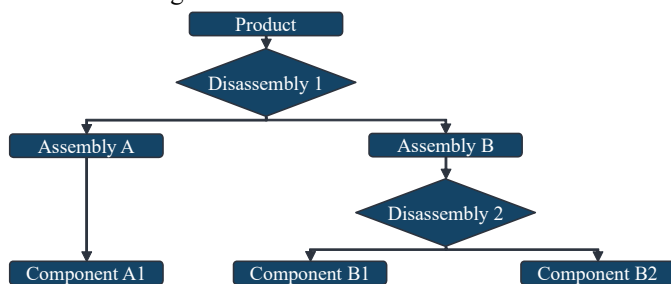 Product
Disassembly 1
Assembly A
Assembly B
Disassembly 2
Component A1
Component B1
Component B2